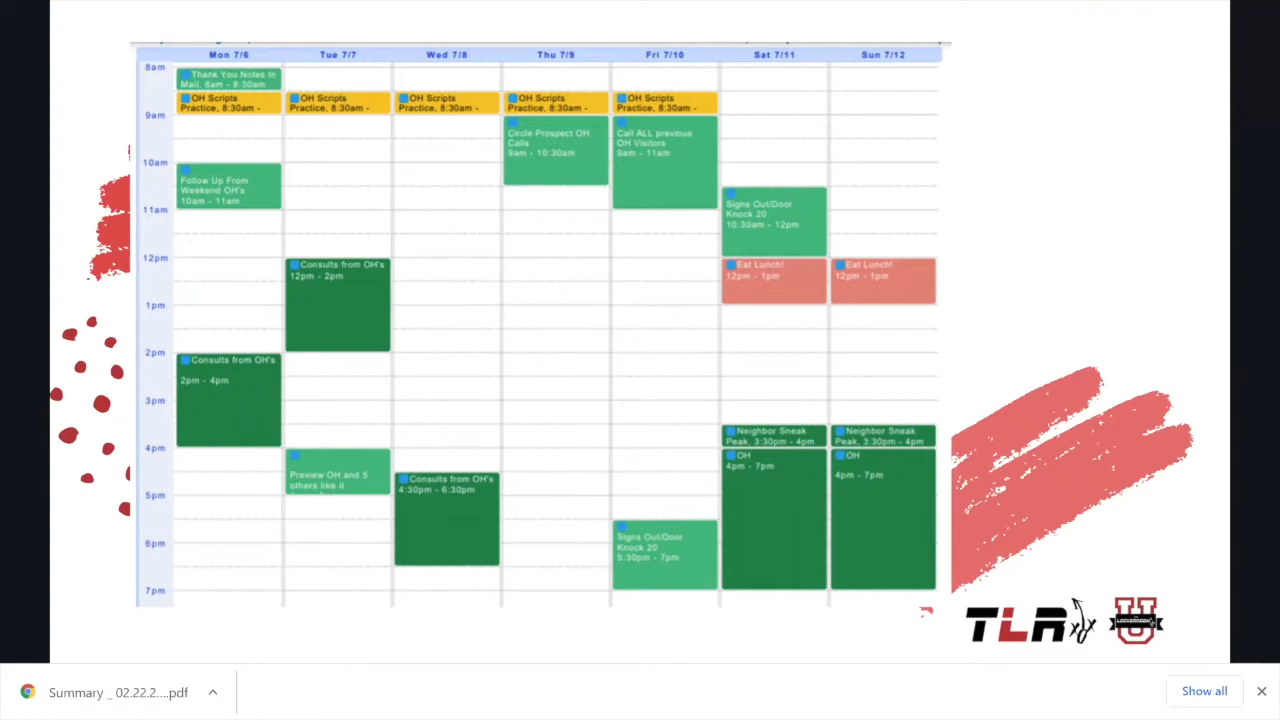 Mon 7/6 Tue 7/7 Wed 7/8 Thu 7/9 Fri 7/10 Sat 7/11 Sun 7/12
8am
Thank You Notes In
Mail, 8am - 8:30am
OH Scripts
Practice, 8:30am -
OH Scripts
Practice, 8:30am -
OH Scripts
Practice, 8:30am -
OH Scripts
Practice, 8:30am -
OH Scripts
Practice, 8:30am -
9am
Circle Prospect OH
Calls
9am - 10:30am
Call ALL previous
OH Visitors
9am - 11am
10am
Follow Up From
Weekend OH's
10am - 11am
Signs Out/Door
Knock 20
10:30am - 12pm
11am
12pm
Consults from OH's
12pm - 2pm
Eat Lunch!
12pm - 1pm
Eat Lunch!
12pm - 1pm
1pm
2pm
Consults from OH's
2pm - 4pm
3pm
Neighbor Sneak
Peak, 3:30pm - 4pm
Neighbor Sneak
Peak, 3:30pm - 4pm
4pm
Preview OH and 5
others like it
Consults from OH's
4:30pm - 6:30pm
OH
4pm - 7pm
OH
4pm - 7pm
5pm
Signs Out/Door
Knock 20
5:30pm - 7pm
6pm
7pm
TLR
U
LOCKERROOM
Summary _ 02.22.2....pdf
Show all